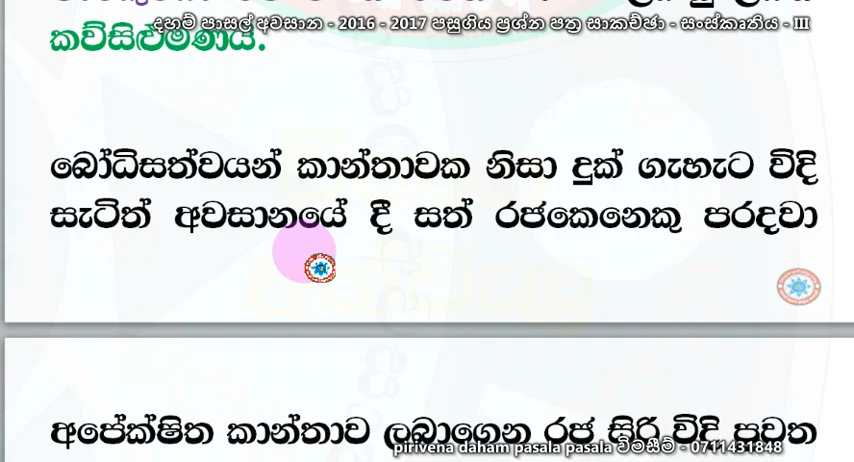 දහම් පාසල් අවසාන - 2016 - 2017 පසුගිය ප්‍රශ්න පත්‍ර සාකච්ඡා - සංස්කෘතිය - III
කව්සිළුමිණයි.
බෝධිසත්වයන් කාන්තාවක නිසා දුක් ගැහැට විදි
සැටිත් අවසානයේ දී සත් රජකෙනෙකු පරදවා
අපේක්ෂිත කාන්තාව ලබාගෙන රජ සිරි විදි පවත
pirivena daham pasala pasala විමසීම් - 0711431848